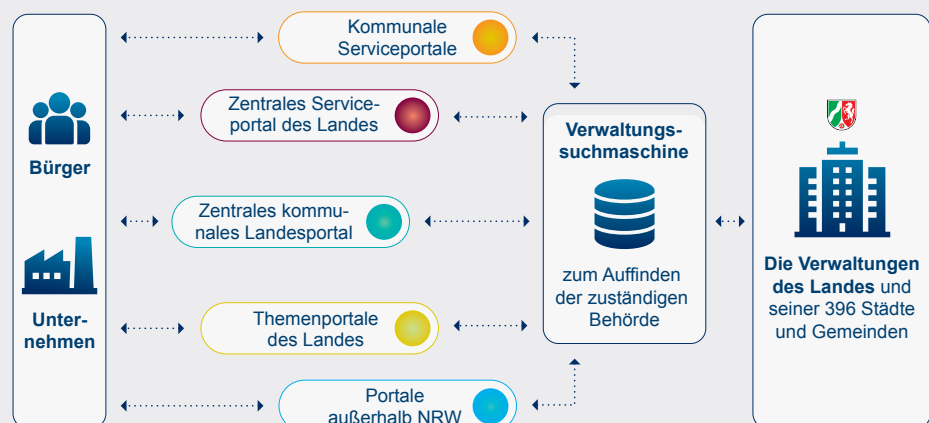 Bürger
Unter-
nehmen
Kommunale
Serviceportale
Zentrales Service-
portal des Landes
Zentrales kommu-
nales Landesportal
Themenportale
des Landes
Portale
außerhalb NRW
Verwaltungs-
suchmaschine
zum Auffinden
der zuständigen
Behörde
Die Verwaltungen
des Landes und
seiner 396 Städte
und Gemeinden